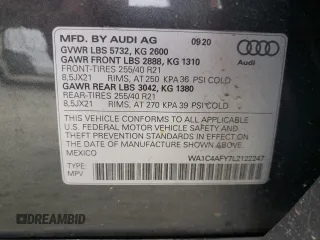 MFD. BY AUDI AG 09.20
GVWR LBS 5732, KG 2600
GAWR FRONT LBS 2888, KG 1310
FRONT-TIRES 255/40 R21
8,5JX21 RIMS, AT 250 KPA 36 PSI COLD
GAWR REAR LBS 3042, KG 1380
REAR-TIRES 255/40 R21
8,5JX21 RIMS, AT 270 KPA 39 PSI COLD
Audi
THIS VEHICLE CONFORMS TO ALL APPLICABLE
U.S. FEDERAL MOTOR VEHICLE SAFETY, BUMPER
AND THEFT PREVENTION STANDARDS IN EFFECT ON
THE DATE OF MANUFACTURE SHOWN ABOVE.
MEXICO
WA1C4AFY7L2122247
TYPE:
MPV
DREAMBID
dreambid.com